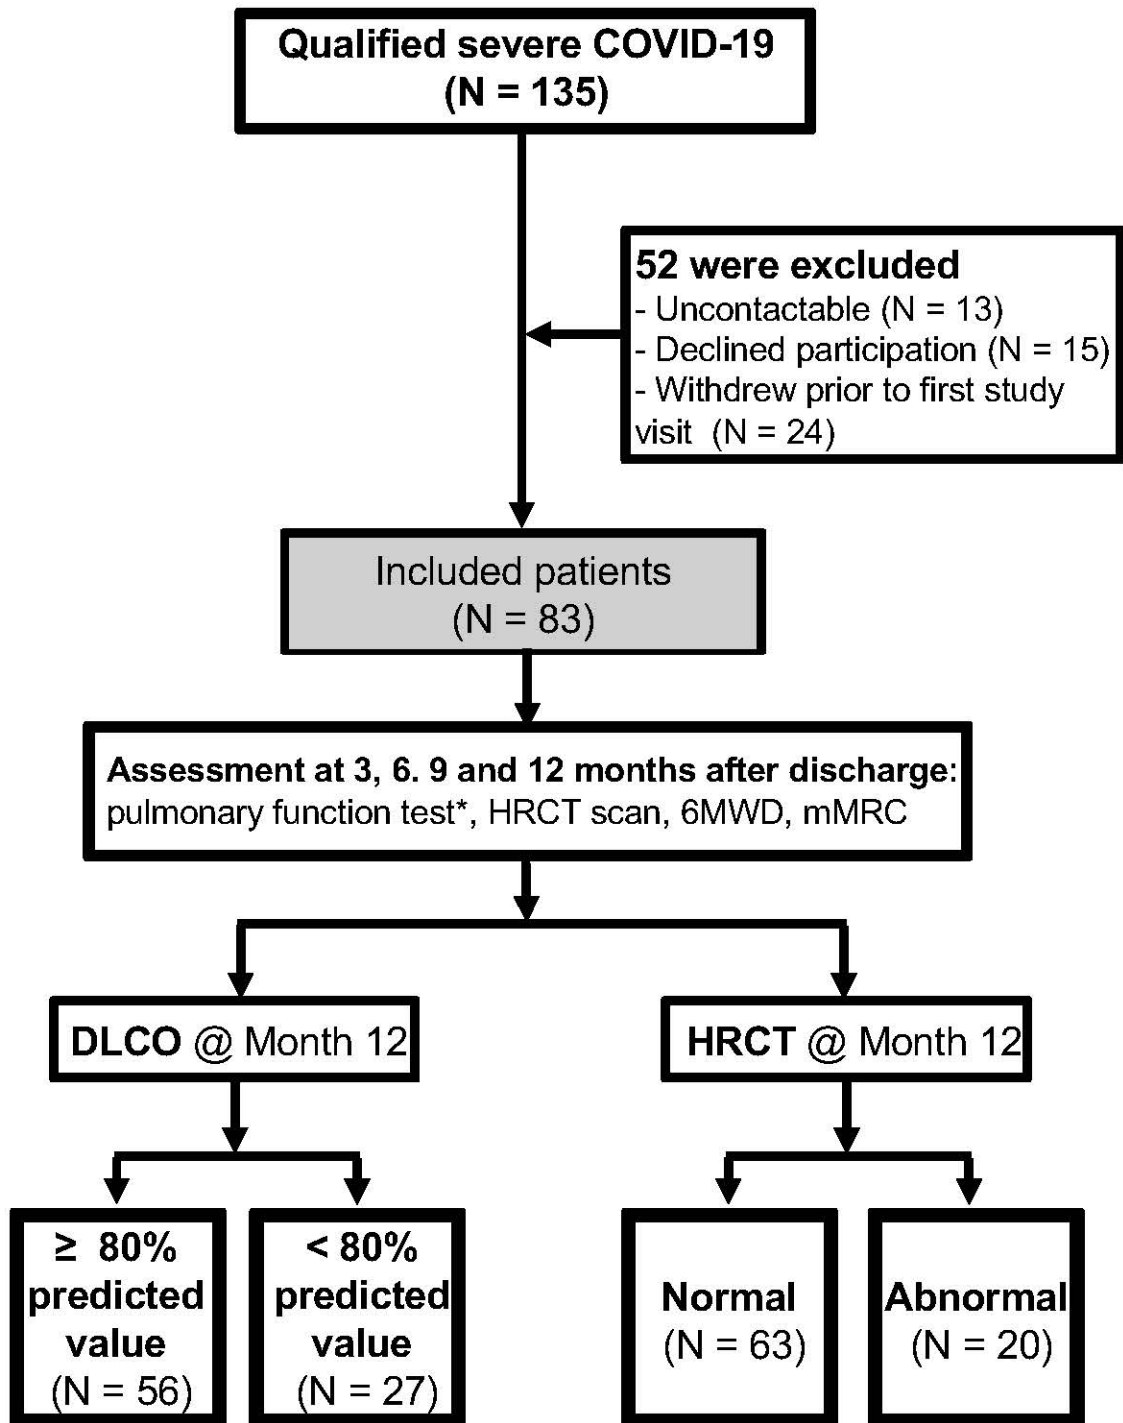 Qualified severe COVID-19
(N = 135)
52 were excluded
- Uncontactable (N = 13)
- Declined participation (N = 15)
- Withdrew prior to first study
visit (N = 24)
Included patients
(N = 83)
Assessment at 3, 6. 9 and 12 months after discharge:
pulmonary function test*, HRCT scan, 6MWD, mMRC
DLCO @ Month 12
HRCT @ Month 12
≥ 80%
predicted
value
(N = 56)
< 80%
predicted
value
(N = 27)
Normal
(N = 63)
Abnormal
(N = 20)